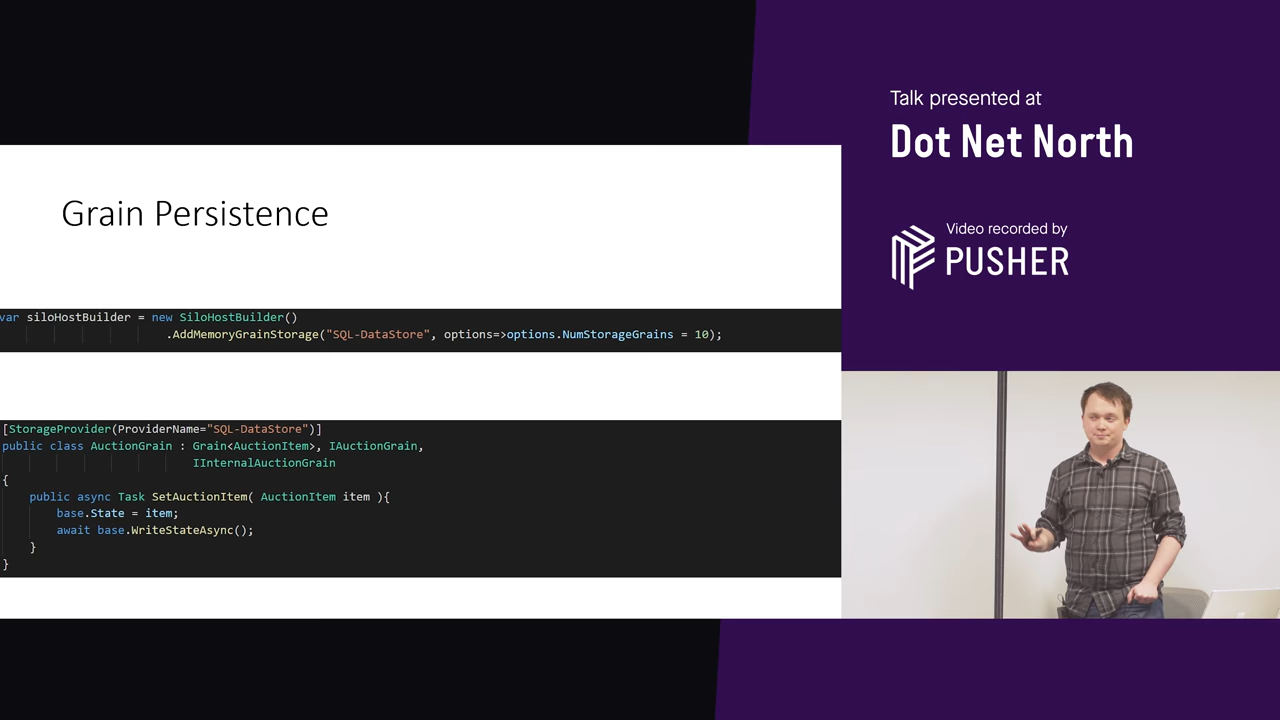 Talk presented at
Dot Net North
Video recorded by
PUSHER
Grain Persistence
var siloHostBuilder = new SiloHostBuilder()
.AddMemoryGrainStorage("SQL-DataStore", options=>options.NumStorageGrains = 10);
[StorageProvider(ProviderName="SQL-DataStore")]
public class AuctionGrain : Grain<AuctionItem>, IAuctionGrain,
IInternalAuctionGrain
{
public async Task SetAuctionItem( AuctionItem item ){
base.State = item;
await base.WriteStateAsync();
}
}